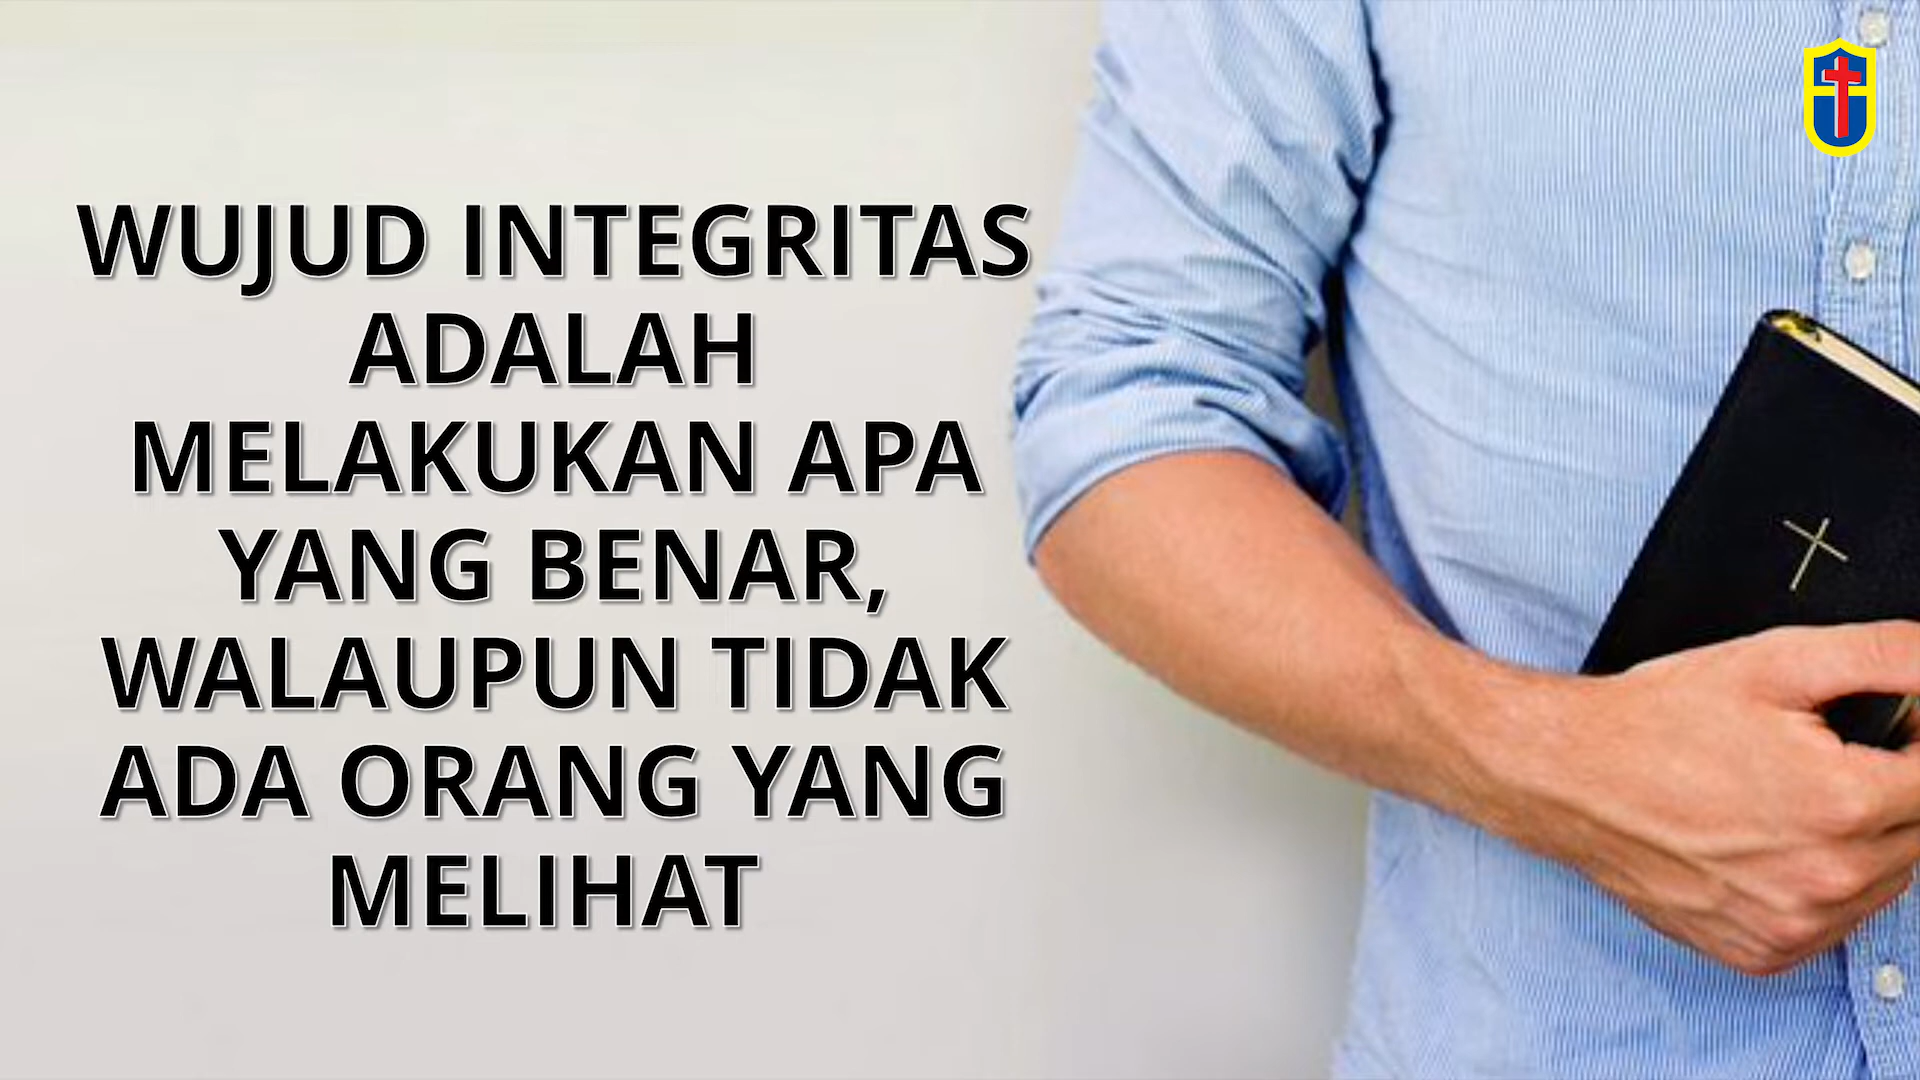 WUJUD INTEGRITAS
ADALAH
MELAKUKAN APA
YANG BENAR,
WALAUPUN TIDAK
ADA ORANG YANG
MELIHAT